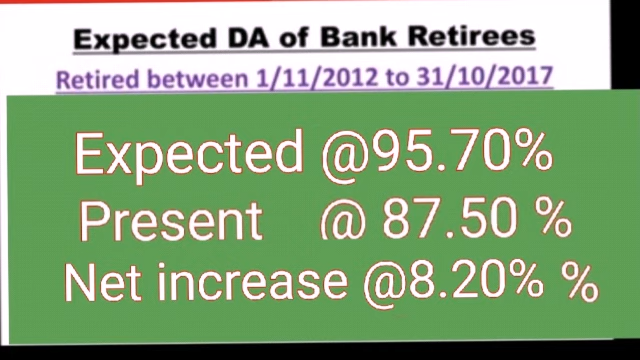 Expected DA of Bank Retirees
Retired between 1/11/2012 to 31/10/2017
Expected @95.70%
Present @ 87.50 %
Net increase @8.20% %